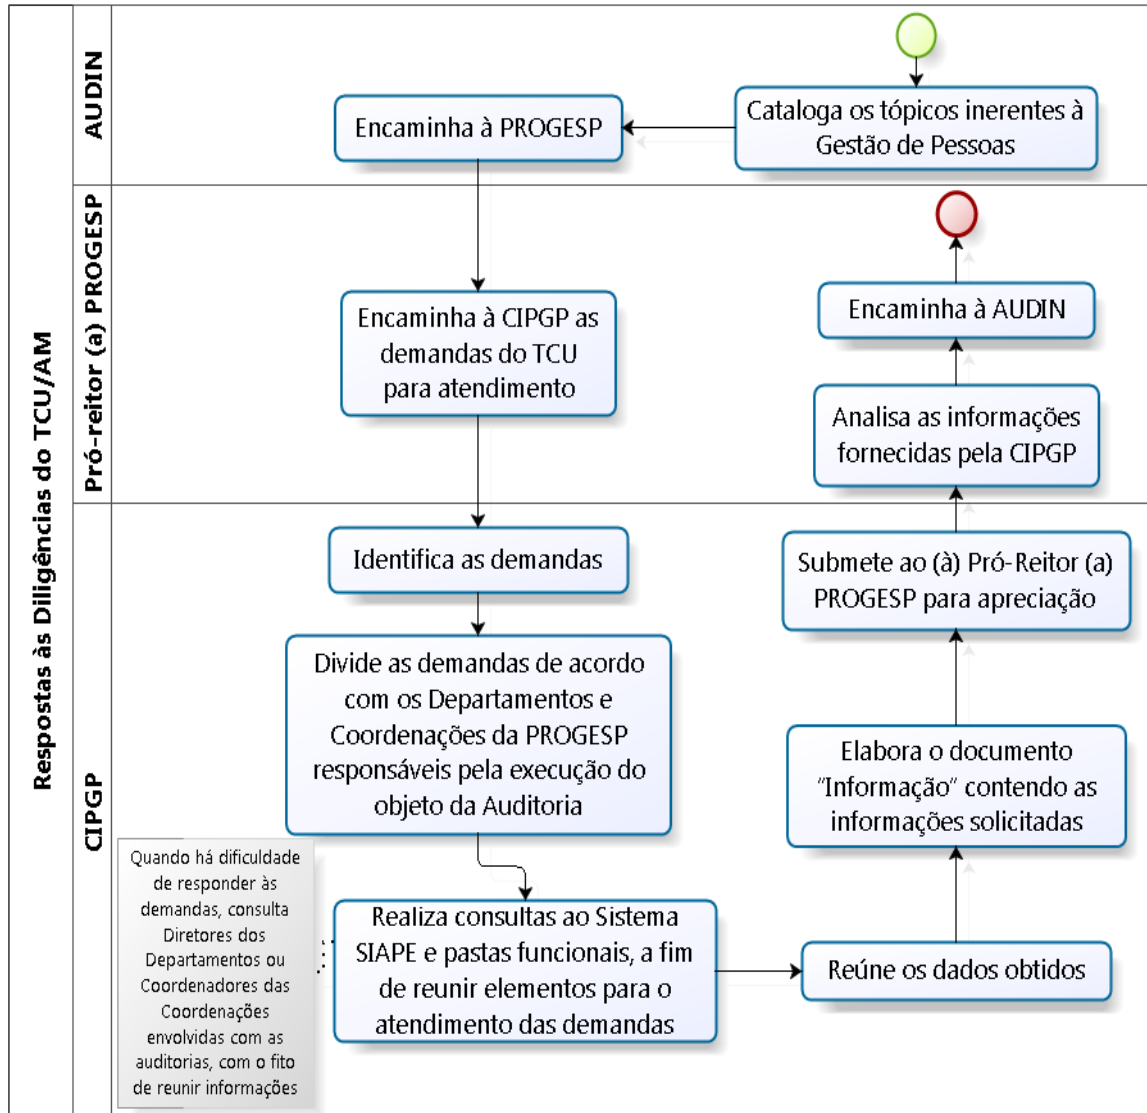 Respostas às Diligências do TCU/AM
AUDIN
Cataloga os tópicos inerentes à
Gestão de Pessoas
Encaminha à PROGESP
Pró-reitor (a) PROGESP
Encaminha à CIPGP as
demandas do TCU
para atendimento
CIPGP
Identifica as demandas
Divide as demandas de acordo
com os Departamentos e
Coordenações da PROGESP
responsáveis pela execução do
objeto da Auditoria
Realiza consultas ao Sistema
SIAPE e pastas funcionais, a fim
de reunir elementos para o
atendimento das demandas
Quando há dificuldade
de responder às
demandas, consulta
Diretores dos
Departamentos ou
Coordenadores das
Coordenações
envolvidas com as
auditorias, com o fito
de reunir informações
Reúne os dados obtidos
Elabora o documento
“Informação” contendo as
informações solicitadas
Submete ao (à) Pró-Reitor (a)
PROGESP para apreciação
Analisa as informações
fornecidas pela CIPGP
Encaminha à AUDIN